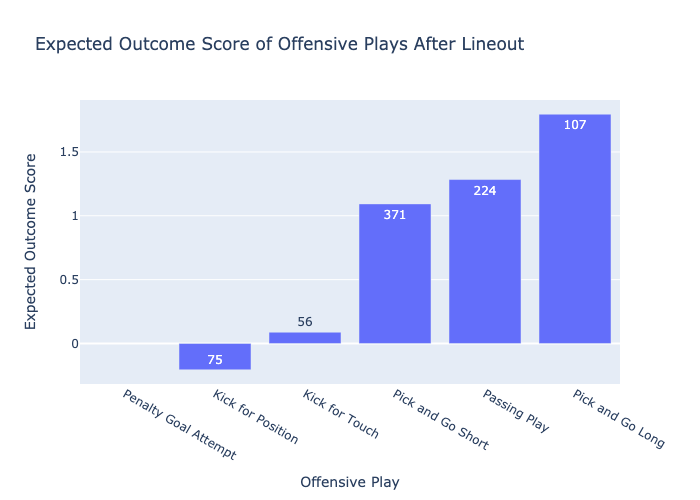 Expected Outcome Score of Offensive Plays After Lineout
Expected Outcome Score
1.5
1
0.5
0
75
56
371
224
107
Penalty Goal Attempt
Kick for Position
Kick for Touch
Pick and Go Short
Passing Play
Pick and Go Long
Offensive Play